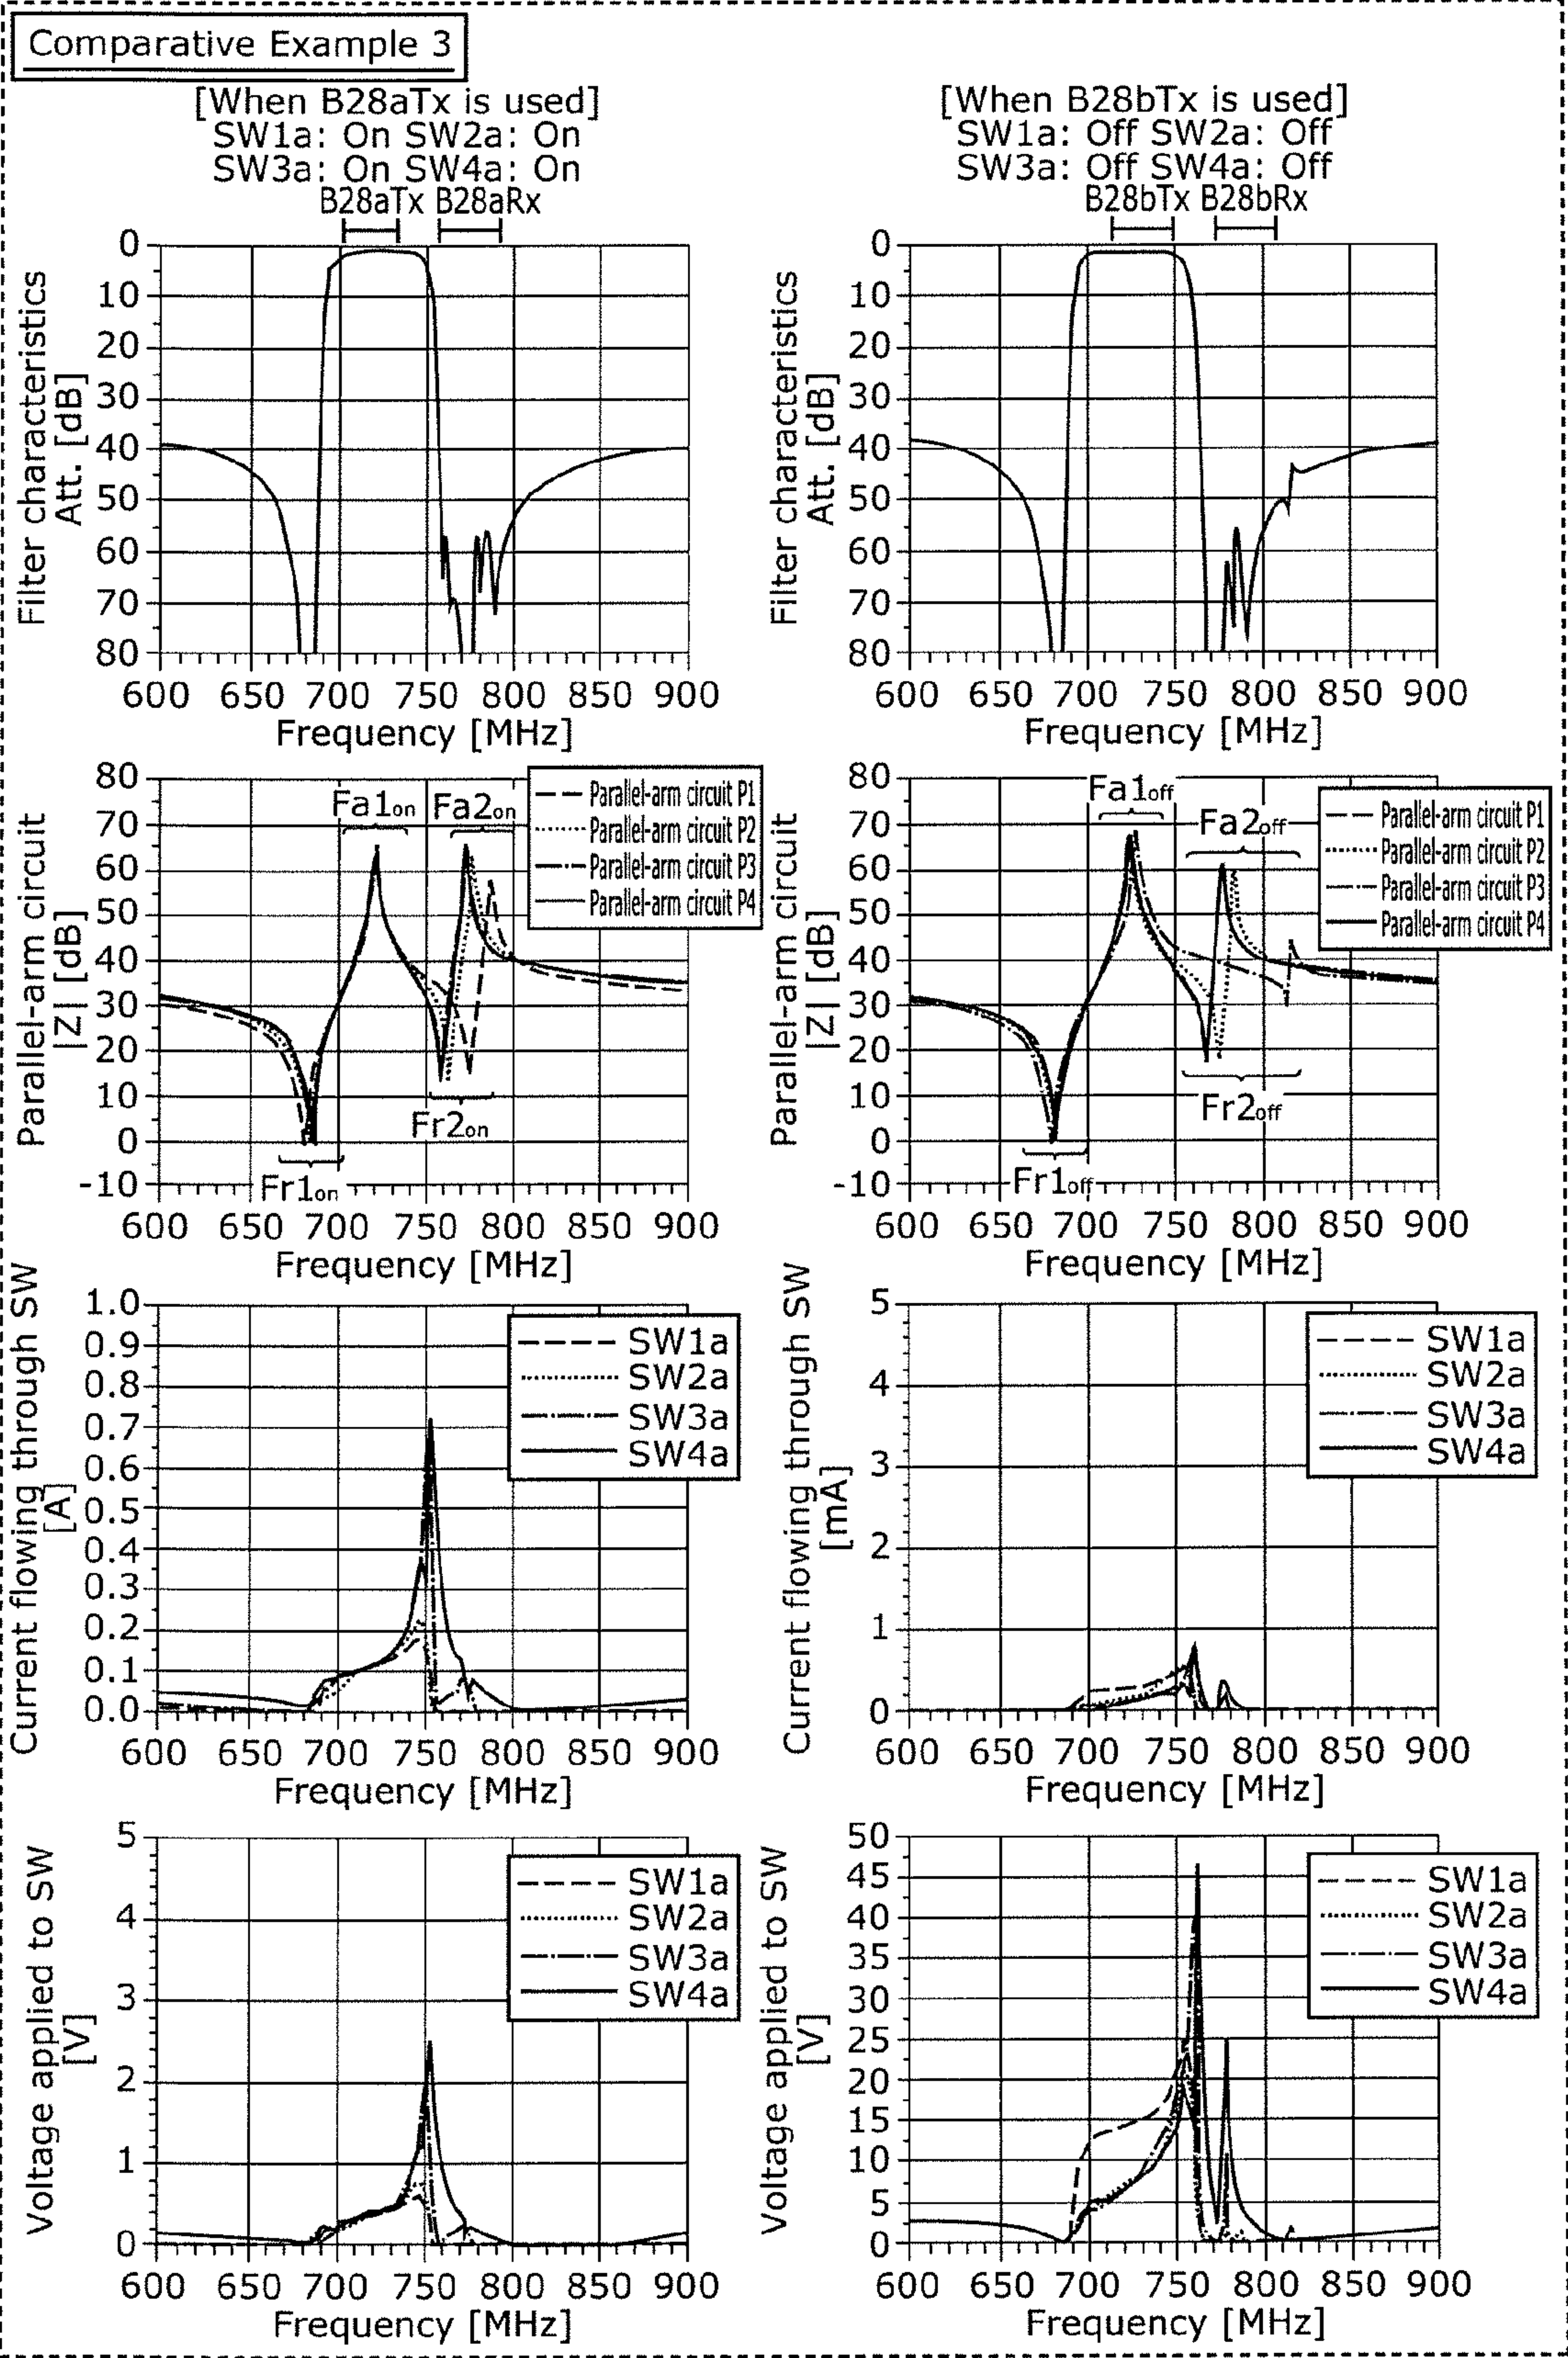 Comparative Example 3
[When B28aTx is used]
SW1a: On SW2a: On
SW3a: On SW4a: On
B28aTx B28aRx
Filter characteristics
Att. [dB]
0
10
20
30
40
50
60
70
80
600 650 700 750 800 850 900
Frequency [MHz]
[When B28bTx is used]
SW1a: Off SW2a: Off
SW3a: Off SW4a: Off
B28bTx B28bRx
Filter characteristics
Att. [dB]
0
10
20
30
40
50
60
70
80
600 650 700 750 800 850 900
Frequency [MHz]
Parallel-arm circuit
|Z| [dB]
80
70
60
50
40
30
20
10
0
-10
Fa1on
Fa2on
Fr2on
Fr1on
Parallel-arm circuit P1
Parallel-arm circuit P2
Parallel-arm circuit P3
Parallel-arm circuit P4
600 650 700 750 800 850 900
Frequency [MHz]
Parallel-arm circuit
|Z| [dB]
80
70
60
50
40
30
20
10
0
-10
Fa1off
Fa2off
Fr2off
Fr1off
Parallel-arm circuit P1
Parallel-arm circuit P2
Parallel-arm circuit P3
Parallel-arm circuit P4
600 650 700 750 800 850 900
Frequency [MHz]
Current flowing through SW
[A]
1.0
0.9
0.8
0.7
0.6
0.5
0.4
0.3
0.2
0.1
0.0
SW1a
SW2a
SW3a
SW4a
600 650 700 750 800 850 900
Frequency [MHz]
Current flowing through SW
[mA]
5
4
3
2
1
0
SW1a
SW2a
SW3a
SW4a
600 650 700 750 800 850 900
Frequency [MHz]
Voltage applied to SW
[V]
5
4
3
2
1
0
SW1a
SW2a
SW3a
SW4a
600 650 700 750 800 850 900
Frequency [MHz]
Voltage applied to SW
[V]
50
45
40
35
30
25
20
15
10
5
0
SW1a
SW2a
SW3a
SW4a
600 650 700 750 800 850 900
Frequency [MHz]